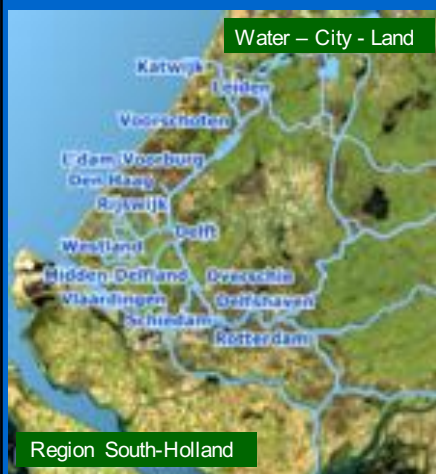 Water – City - Land
Katwijk
Leiden
Voorschoten
L'dam-Voorburg
Den Haag
Rijswijk
Delft
Westland
Midden-Delfland Overschie
Vlaardingen Delfshaven
Schiedam
Rotterdam
Region South-Holland